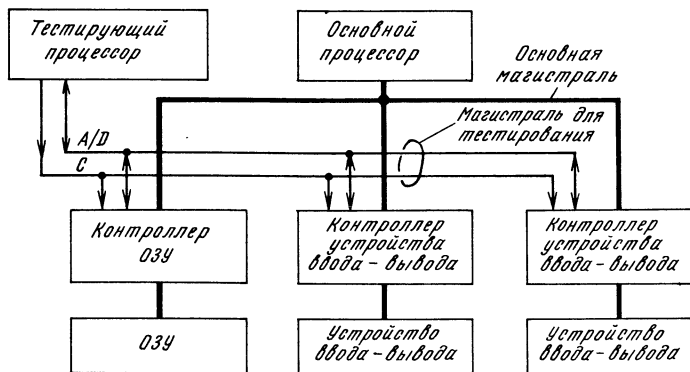 Тестирующий
процессор
Основной
процессор
Основная
магистраль
Магистраль для
тестирования
A/D
C
Контроллер
ОЗУ
Контроллер
устройства
ввода-вывода
Контроллер
устройства
ввода-вывода
ОЗУ
Устройство
ввода-вывода
Устройство
ввода-вывода